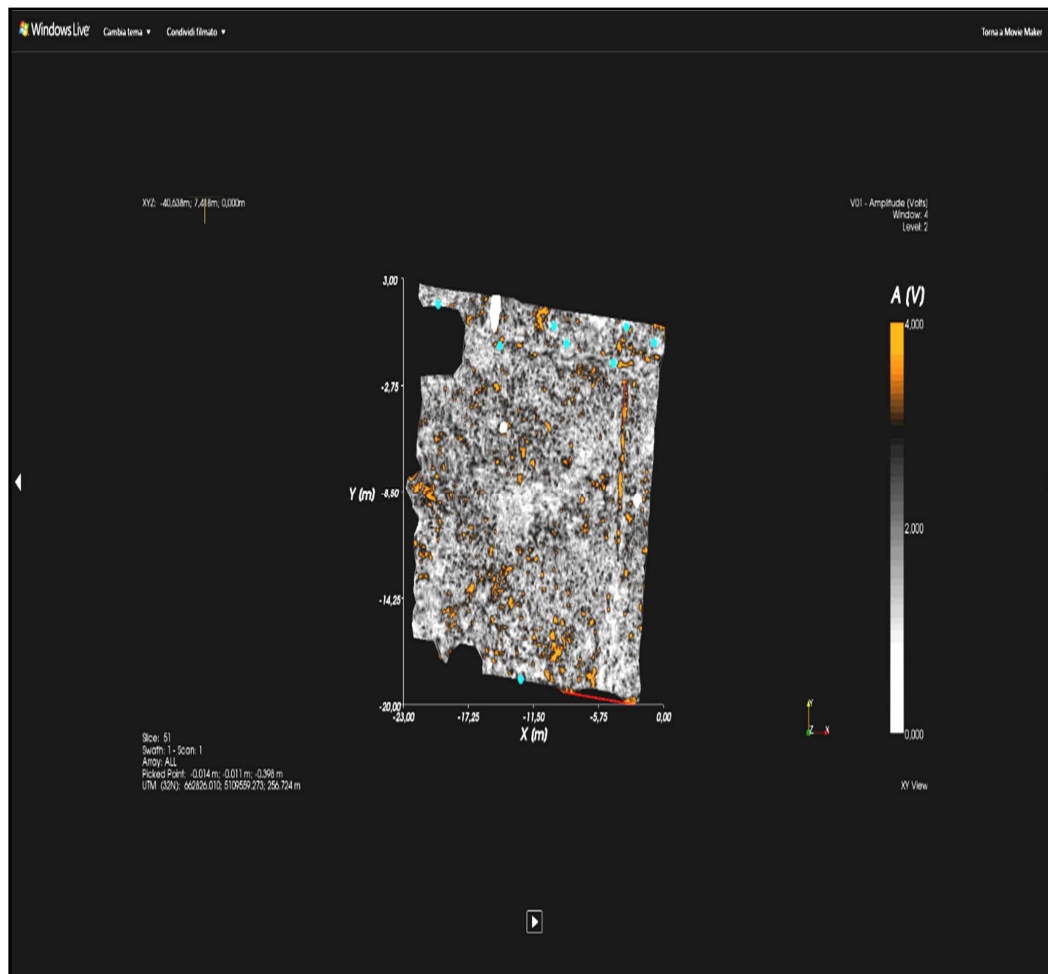 Windows Live® Cambia tema ▼ Condividi filmato ▼ Torna a Movie Maker
XYZ: -40,638m; 7,418m; 0,000m
V01 - Amplitude (Volts)
Window: 4
Level: 2
A (V)
4,000
2,000
0,000
3,00
-2,75
Y (m) -8,50
-14,25
-20,00
-23,00 -17,25 -11,50 -5,75 0,00
X (m)
Y
Z X
Slice: 51
Swath: 1 - Scan: 1
Array: ALL
Picked Point: -0.014 m; -0.011 m; -0.398 m
UTM (32N): 662826.010; 5109559.273; 256.724 m
XY View